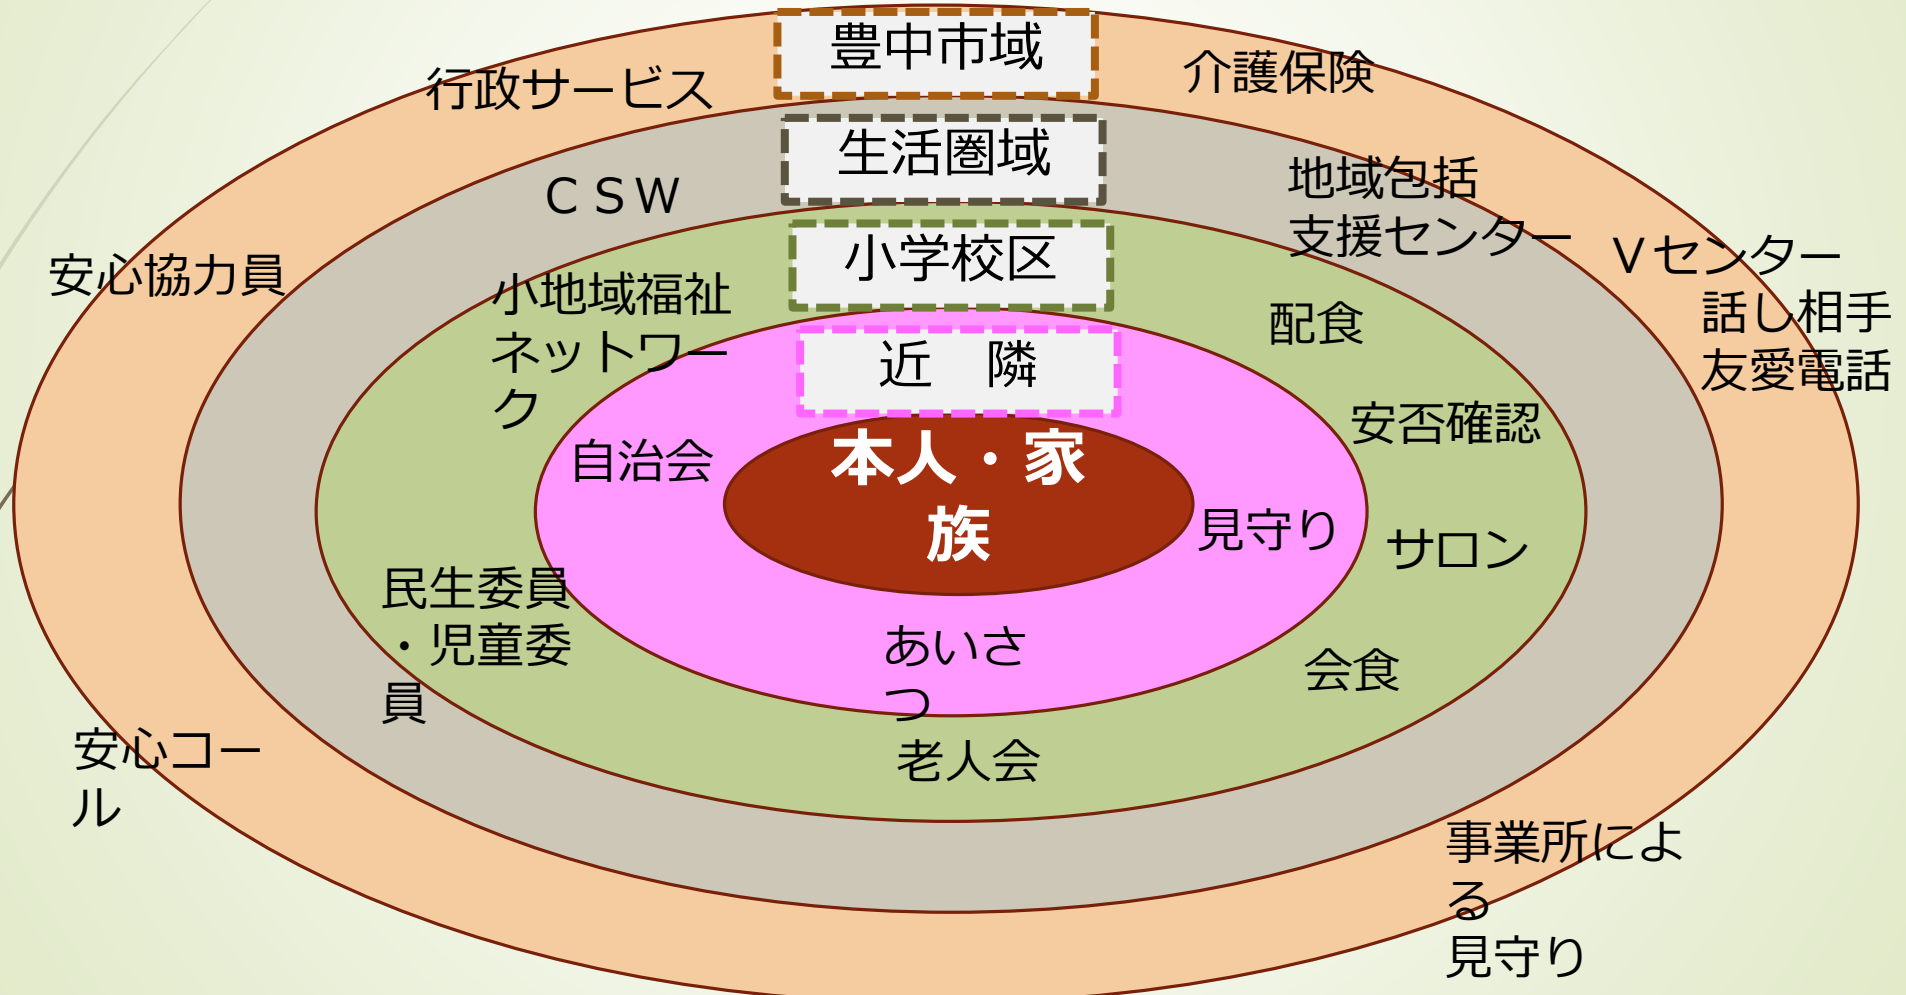 豊中市域
介護保険
行政サービス
生活圏域
地域包括
支援センター
ＣＳＷ
小学校区
Ｖセンター
話し相手
友愛電話
安心協力員
小地域福祉
ネットワー
ク
配食
近　隣
安否確認
自治会
本人・家
族
見守り
サロン
民生委員
・児童委
員
あいさ
つ
会食
老人会
安心コー
ル
事業所によ
る
見守り